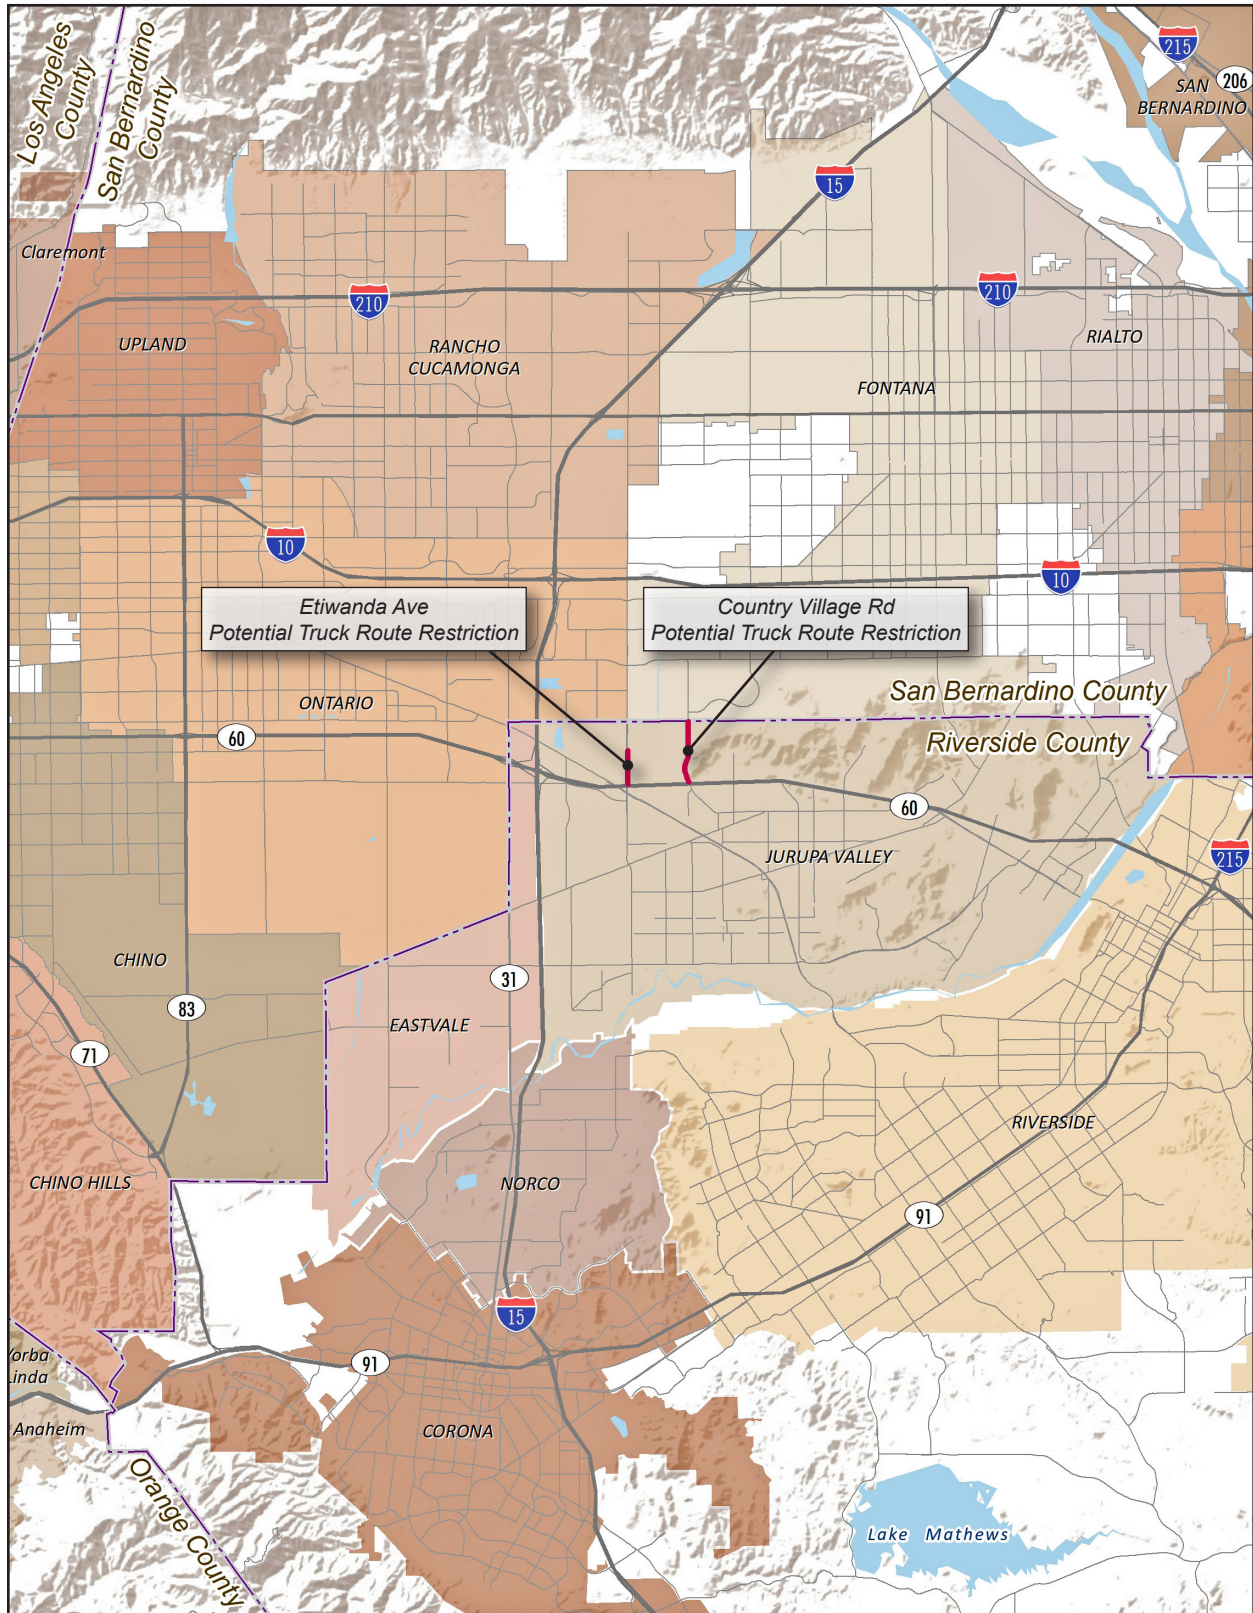 Los Angeles
County
San Bernardino
County
215
206
SAN
BERNARDINO
15
Claremont
210
210
UPLAND
RANCHO
CUCAMONGA
RIALTO
FONTANA
10
10
Etiwanda Ave
Potential Truck Route Restriction
Country Village Rd
Potential Truck Route Restriction
San Bernardino County
Riverside County
ONTARIO
60
60
JURUPA VALLEY
215
CHINO
31
83
EASTVALE
71
RIVERSIDE
CHINO HILLS
NORCO
91
15
Yorba
Linda
91
Anaheim
CORONA
Orange County
Lake Mathews